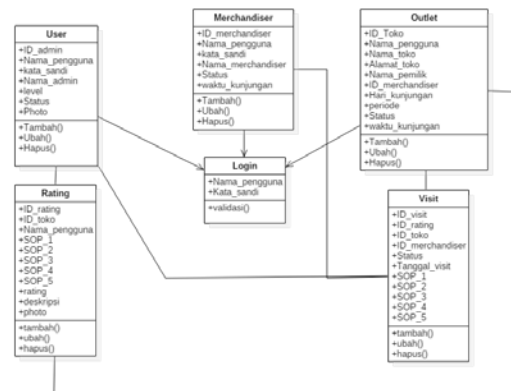 User
+ID_admin
+Nama_pengguna
+kata_sandi
+Nama_admin
+level
+Status
+Photo
+Tambah()
+Ubah()
+Hapus()
Merchandiser
+ID_merchandiser
+Nama_pengguna
+kata_sandi
+Nama_merchandiser
+Status
+waktu_kunjungan
+Tambah()
+Ubah()
+Hapus()
Outlet
+ID_Toko
+Nama_pengguna
+Nama_toko
+Alamat_toko
+Nama_pemilik
+ID_merchandiser
+Hari_kunjungan
+periode
+Status
+waktu_kunjungan
+Tambah()
+Ubah()
+Hapus()
Login
+Nama_pengguna
+Kata_sandi
+validasi()
Rating
+ID_rating
+ID_toko
+Nama_pengguna
+SOP_1
+SOP_2
+SOP_3
+SOP_4
+SOP_5
+rating
+deskripsi
+photo
+tambah()
+ubah()
+hapus()
Visit
+ID_visit
+ID_rating
+ID_toko
+ID_merchandiser
+Status
+Tanggal_visit
+SOP_1
+SOP_2
+SOP_3
+SOP_4
+SOP_5
+tambah()
+ubah()
+hapus()